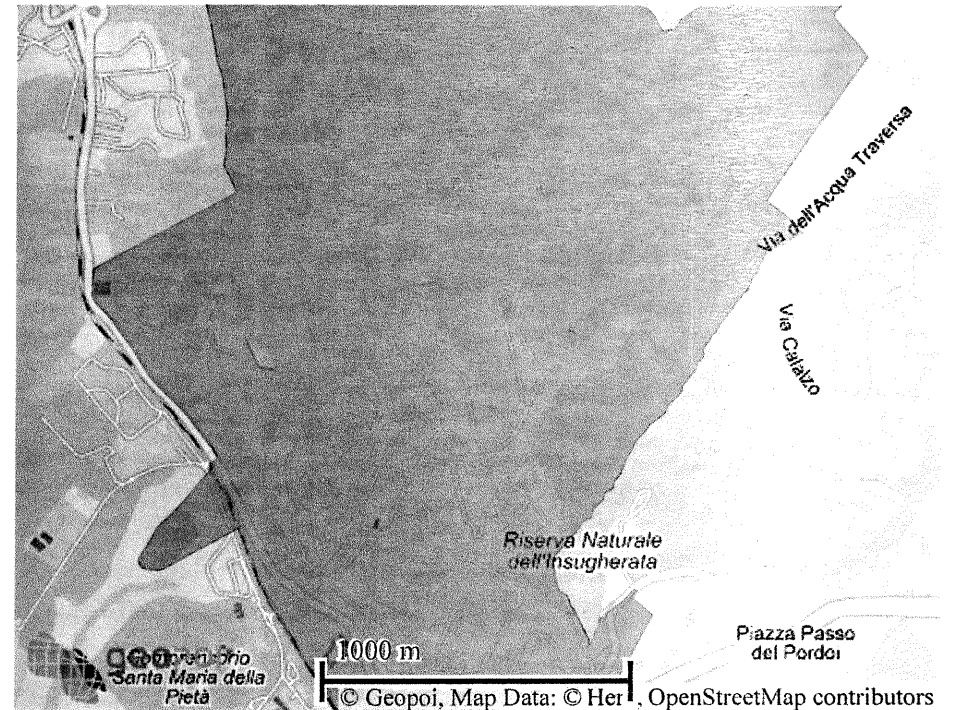 Via dell'Acqua Traversa
Via Calalzo
Riserva Naturale
dell'Insugherata
Piazza Passo
del Pordoi
geo
Santa Maria della
Pietà
1000 m
© Geopoi, Map Data: © Her , OpenStreetMap contributors